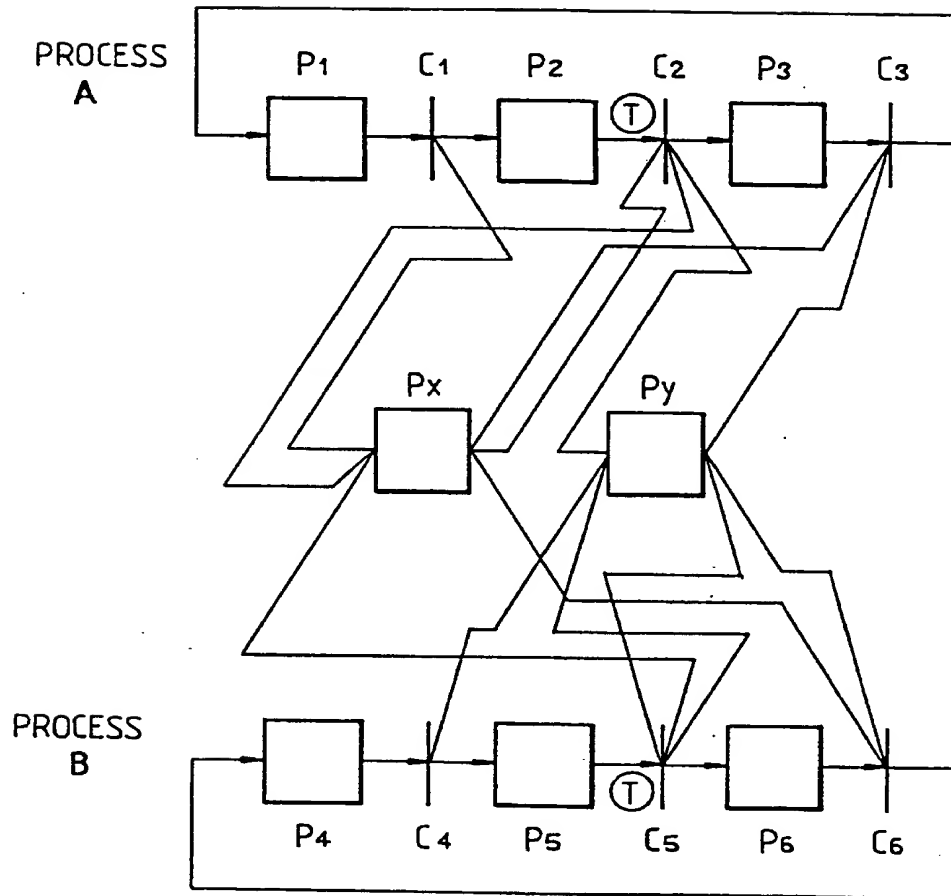 PROCESS
A
P1 C1 P2 C2 P3 C3
T
Px Py
PROCESS
B
T
P4 C4 P5 C5 P6 C6